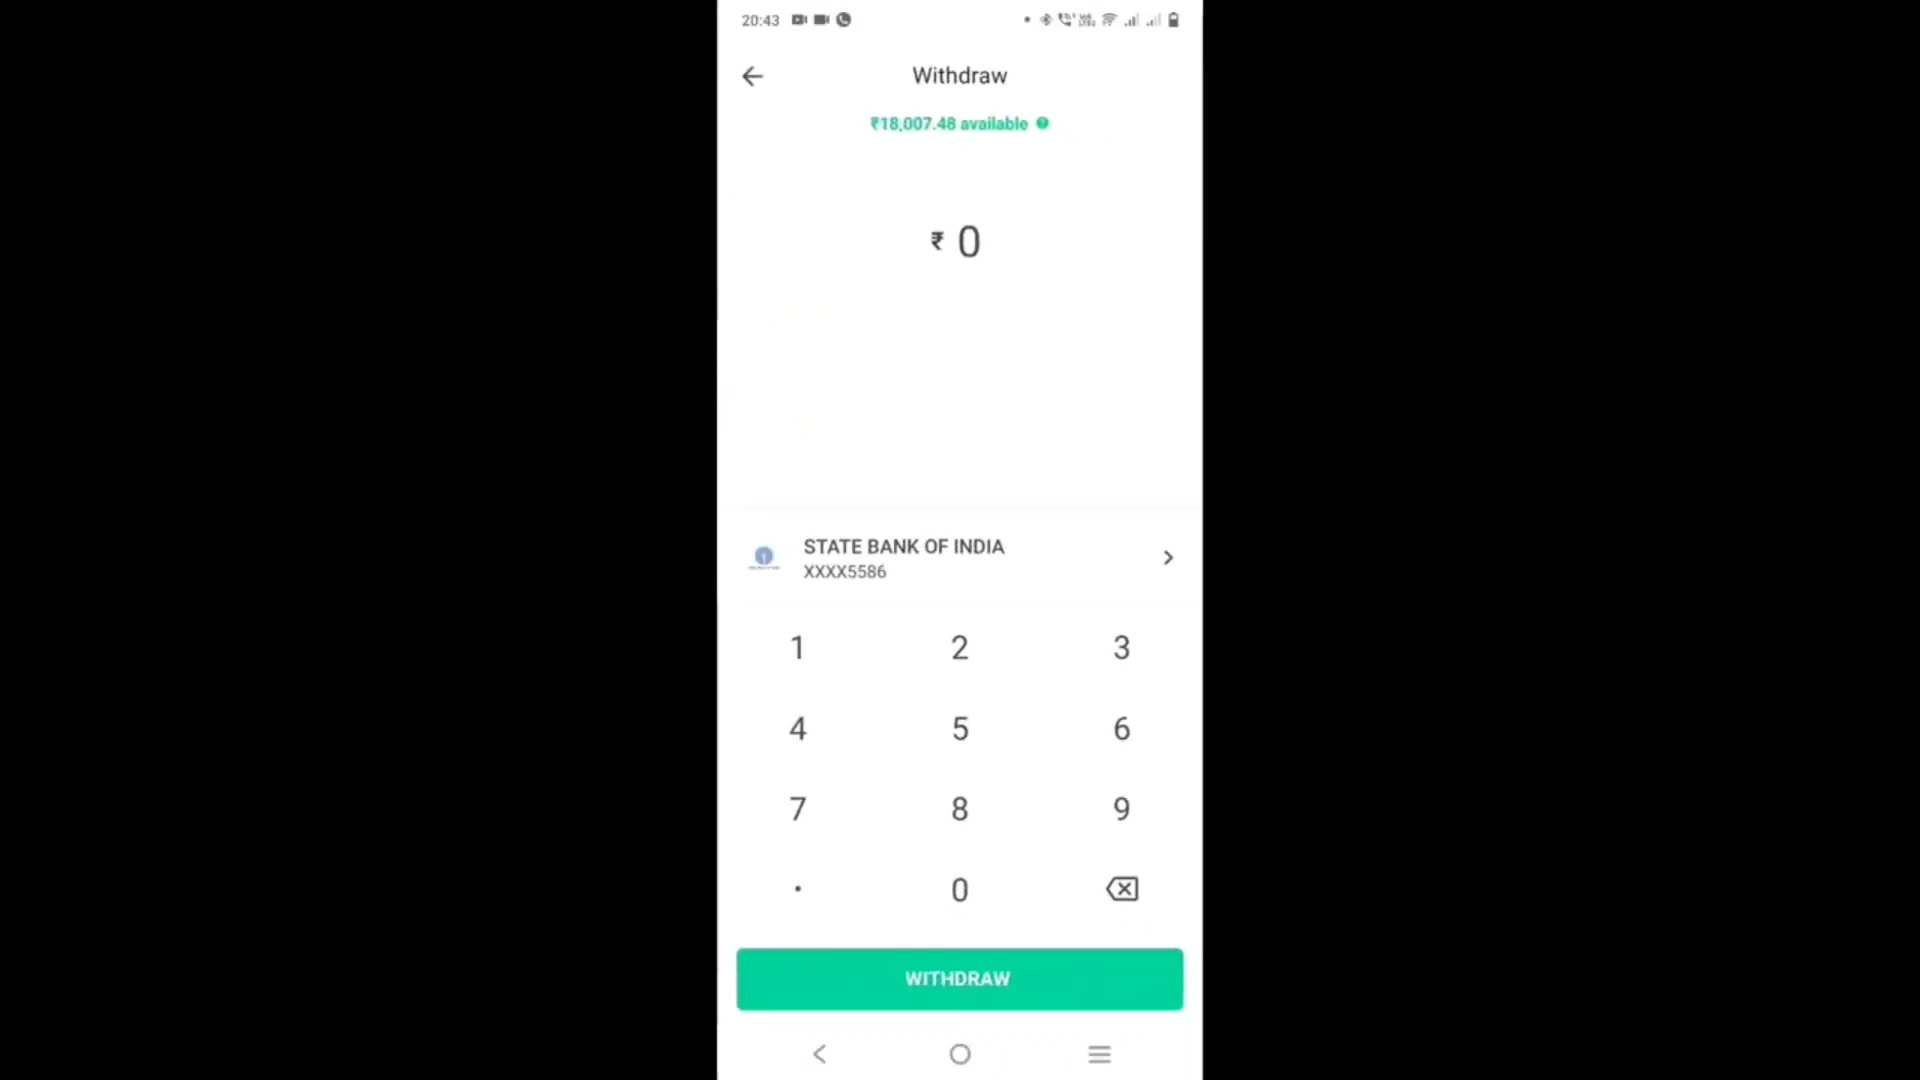 20:43
Withdraw
₹18,007.48 available
₹ 0
STATE BANK OF INDIA
XXXX5586
1 2 3
4 5 6
7 8 9
. 0
WITHDRAW